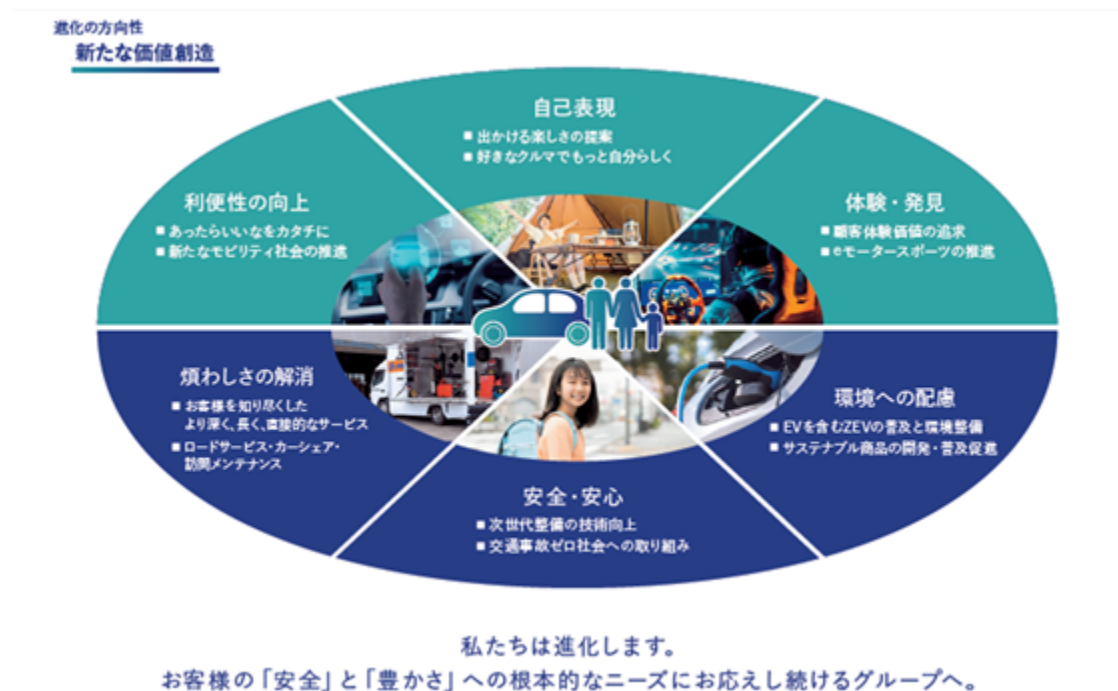 進化の方向性
新たな価値創造
自己表現
■ 出かける楽しさの提案
■ 好きなクルマでもっと自分らしく
利便性の向上
■ あったらいいなをカタチに
■ 新たなモビリティ社会の推進
体験・発見
■ 顧客体験価値の追求
■ eモータースポーツの推進
煩わしさの解消
■ お客様を知り尽くした
より深く、長く、直接的なサービス
■ ロードサービス・カーシェア・
訪問メンテナンス
環境への配慮
■ EVを含むZEVの普及と環境整備
■ サステナブル商品の開発・普及促進
安全・安心
■ 次世代整備の技術向上
■ 交通事故ゼロ社会への取り組み
私たちは進化します。
お客様の「安全」と「豊かさ」への根本的なニーズにお応えし続けるグループへ。